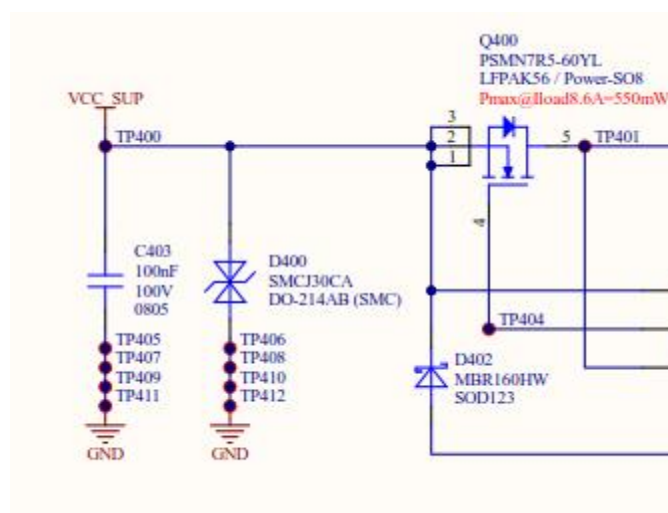 Q400
PSMN7R5-60YL
LFPAK56 / Power-SO8
Pmax@Iload8.6A=550mW
VCC_SUP
TP400
3
2
1
5
TP401
4
C403
100nF
100V
0805
D400
SMCJ30CA
DO-214AB (SMC)
TP404
TP405
TP407
TP409
TP411
TP406
TP408
TP410
TP412
D402
MBR160HW
SOD123
GND
GND